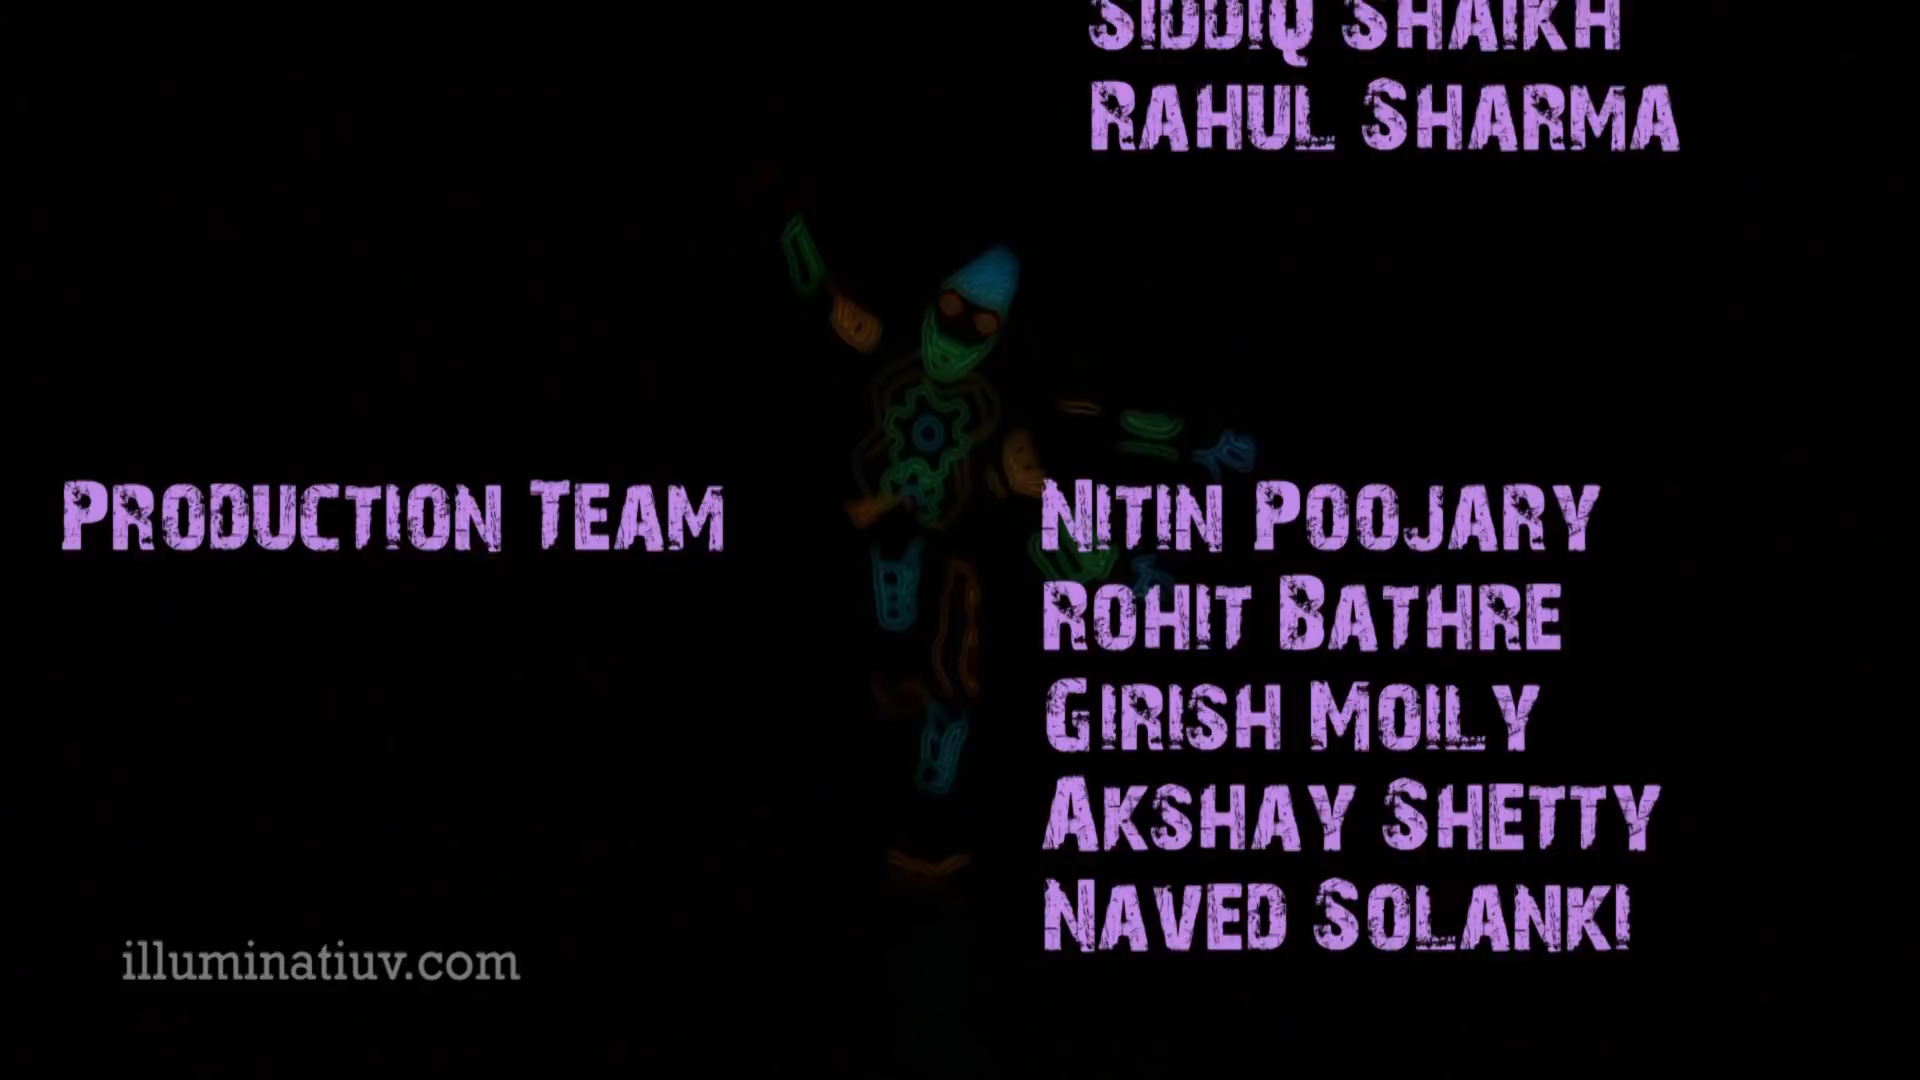 Siddiq Shaikh
Rahul Sharma
Production Team
Nitin Poojary
Rohit Bathre
Girish Moily
Akshay Shetty
Naved Solanki
illuminatiuv.com